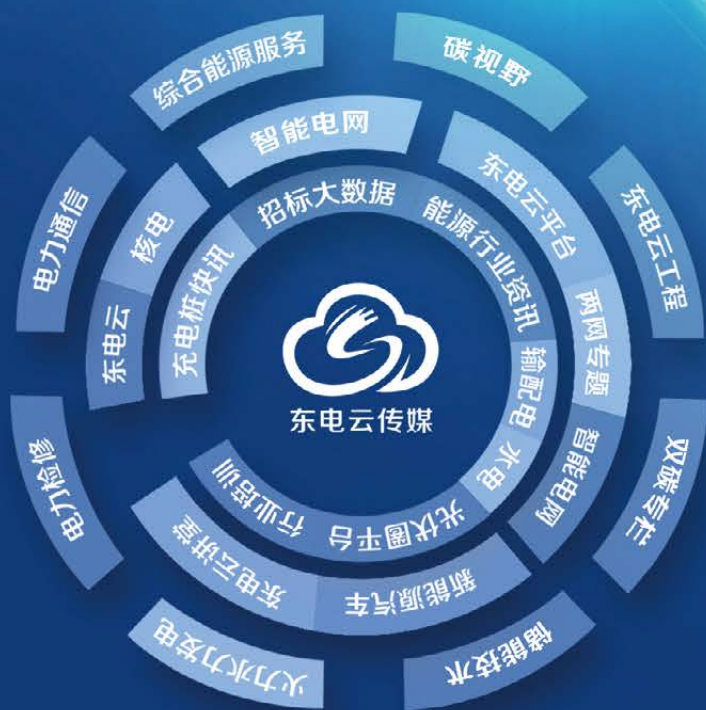 综合能源服务
碳视野
东电云工程
双碳专栏
储能技术
火力水力发电
电力检修
电力通信
智能电网
东电云平台
两网专题
智能电网
新能源汽车
东电云讲堂
东电云
核电
招标大数据
能源行业资讯
输配电
水电
光伏圈平台
行业培训
充电桩快讯
东电云传媒